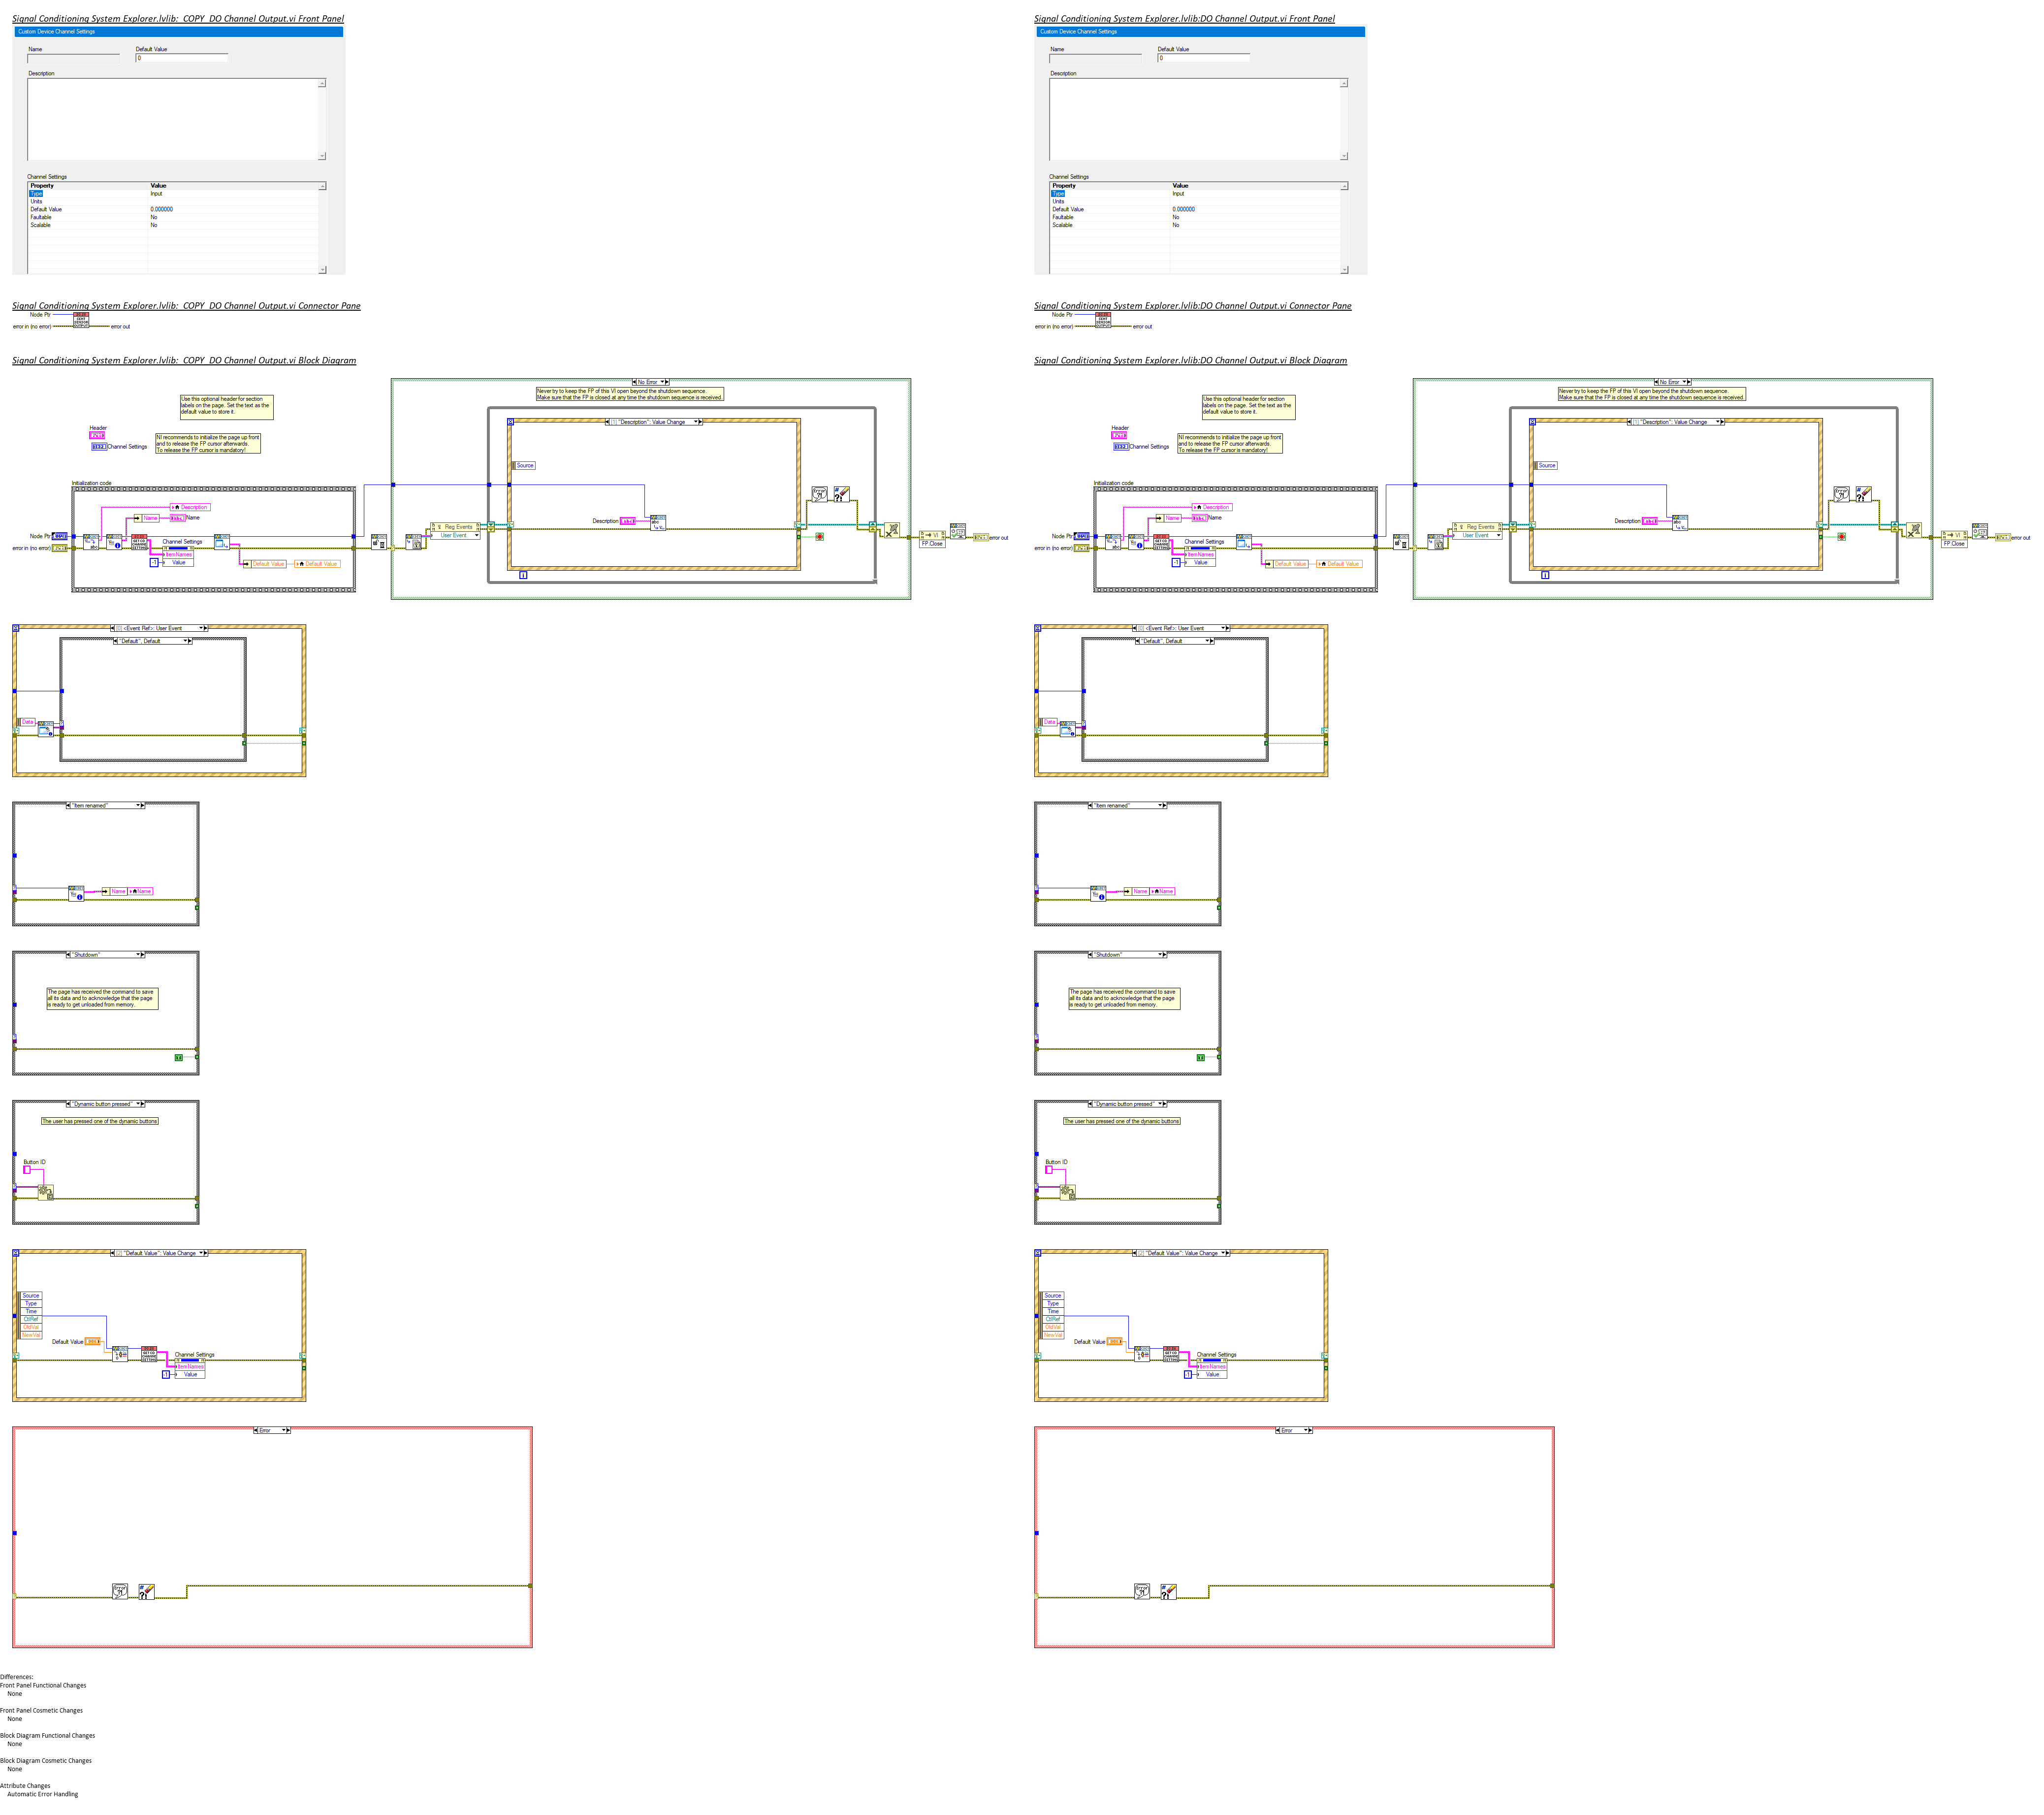 Signal Conditioning System Explorer.lvlib:_COPY_DO Channel Output.vi Front Panel
Custom Device Channel Settings
Name
Default Value
0
Description
Channel Settings
Property Value
Type Input
Units
Default Value 0.000000
Faultable No
Scalable No
Signal Conditioning System Explorer.lvlib:_COPY_DO Channel Output.vi Connector Pane
Node Ptr
error in (no error)
error out
Signal Conditioning System Explorer.lvlib:_COPY_DO Channel Output.vi Block Diagram
No Error
Never try to keep the FP of this VI open beyond the shutdown sequence.
Make sure that the FP is closed at any time the shutdown sequence is received.
Use this optional header for section
labels on the page. Set the text as the
default value to store it.
[1] "Description": Value Change
Header
Channel Settings
NI recommends to initialize the page up front
and to release the FP cursor afterwards.
To release the FP cursor is mandatory!
Source
Initialization code
Description
Name
Name
Description
Reg Events
User Event
Node Ptr
error in (no error)
Channel Settings
ItemNames
-1
Value
Default Value
Default Value
VI
FP.Close
error out
[0] <Event Ref>: User Event
"Default", Default
Data
"Item renamed"
Name
Name
"Shutdown"
The page has received the command to save
all its data and to acknowledge that the page
is ready to get unloaded from memory.
"Dynamic button pressed"
The user has pressed one of the dynamic buttons
Button ID
[2] "Default Value": Value Change
Source
Type
Time
CtlRef
OldVal
NewVal
Default Value
Channel Settings
ItemNames
-1
Value
Error
Signal Conditioning System Explorer.lvlib:DO Channel Output.vi Front Panel
Custom Device Channel Settings
Name
Default Value
0
Description
Channel Settings
Property Value
Type Input
Units
Default Value 0.000000
Faultable No
Scalable No
Signal Conditioning System Explorer.lvlib:DO Channel Output.vi Connector Pane
Node Ptr
error in (no error)
error out
Signal Conditioning System Explorer.lvlib:DO Channel Output.vi Block Diagram
No Error
Never try to keep the FP of this VI open beyond the shutdown sequence.
Make sure that the FP is closed at any time the shutdown sequence is received.
Use this optional header for section
labels on the page. Set the text as the
default value to store it.
[1] "Description": Value Change
Header
Channel Settings
NI recommends to initialize the page up front
and to release the FP cursor afterwards.
To release the FP cursor is mandatory!
Source
Initialization code
Description
Name
Name
Description
Reg Events
User Event
Node Ptr
error in (no error)
Channel Settings
ItemNames
-1
Value
Default Value
Default Value
VI
FP.Close
error out
[0] <Event Ref>: User Event
"Default", Default
Data
"Item renamed"
Name
Name
"Shutdown"
The page has received the command to save
all its data and to acknowledge that the page
is ready to get unloaded from memory.
"Dynamic button pressed"
The user has pressed one of the dynamic buttons
Button ID
[2] "Default Value": Value Change
Source
Type
Time
CtlRef
OldVal
NewVal
Default Value
Channel Settings
ItemNames
-1
Value
Error
Differences:
Front Panel Functional Changes
None
Front Panel Cosmetic Changes
None
Block Diagram Functional Changes
None
Block Diagram Cosmetic Changes
None
Attribute Changes
Automatic Error Handling